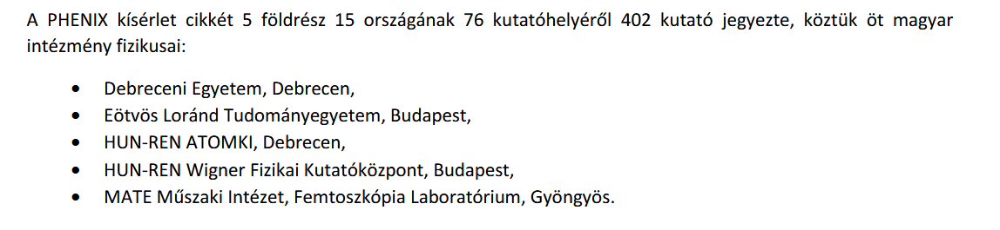 A PHENIX kísérlet cikkét 5 földrész 15 országának 76 kutatóhelyéről 402 kutató jegyezte, köztük öt magyar
intézmény fizikusai:
• Debreceni Egyetem, Debrecen,
• Eötvös Loránd Tudományegyetem, Budapest,
• HUN-REN ATOMKI, Debrecen,
• HUN-REN Wigner Fizikai Kutatóközpont, Budapest,
• MATE Műszaki Intézet, Femtoszkópia Laboratórium, Gyöngyös.